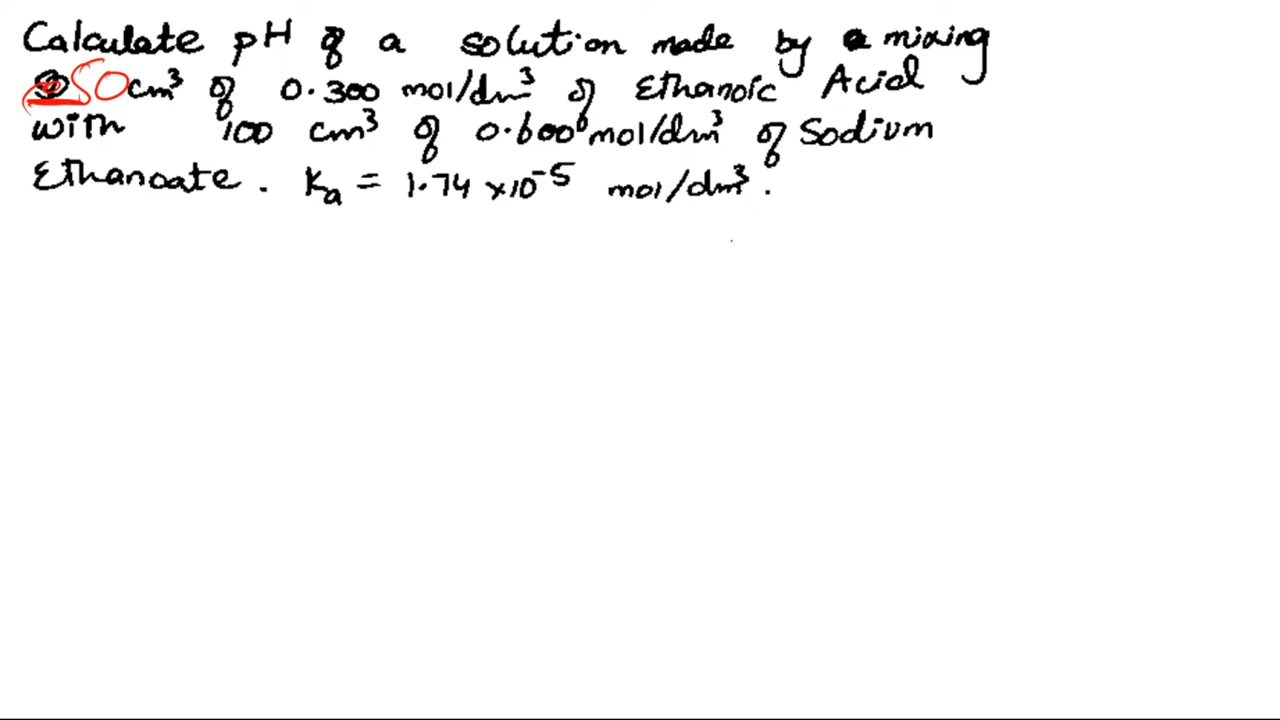 Calculate pH of a solution made by mixing
50 cm³ of 0.300 mol/dm³ of Ethanoic Acid
with 100 cm³ of 0.600 mol/dm³ of Sodium
Ethanoate. Ka = 1.74 x10⁻⁵ mol/dm³.